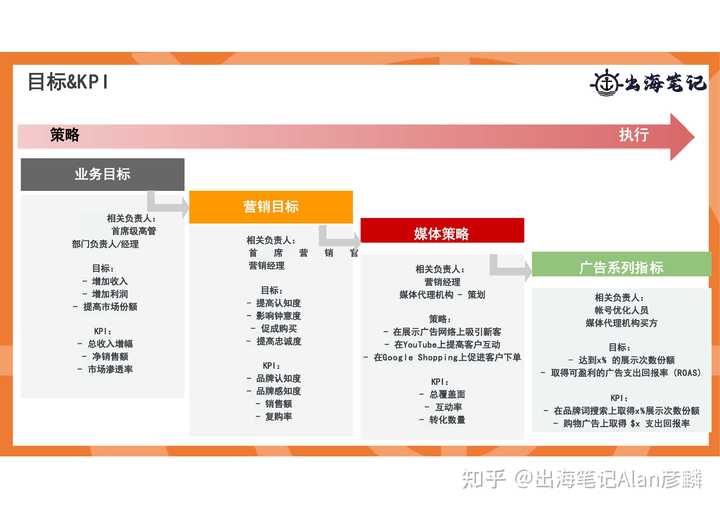 目标&KPI
出海笔记
策略
执行
业务目标
相关负责人:
首席级高管
部门负责人/经理
目标:
- 增加收入
- 增加利润
- 提高市场份额
KPI:
- 总收入增幅
- 净销售额
- 市场渗透率
营销目标
相关负责人:
首 席 营 销 官
营销经理
目标:
- 提高认知度
- 影响钟意度
- 促成购买
- 提高忠诚度
KPI:
- 品牌认知度
- 品牌感知度
- 销售额
- 复购率
媒体策略
相关负责人:
营销经理
媒体代理机构 - 策划
策略:
- 在展示广告网络上吸引新客
- 在YouTube上提高客户互动
- 在Google Shopping上促进客户下单
KPI:
- 总覆盖面
- 互动率
- 转化数量
广告系列指标
相关负责人:
帐号优化人员
媒体代理机构买方
目标:
- 达到x% 的展示次数份额
- 取得可盈利的广告支出回报率 (ROAS)
KPI:
- 在品牌词搜索上取得x%展示次数份额
- 购物广告上取得 $x 支出回报率
知乎 @出海笔记Alan彦麟